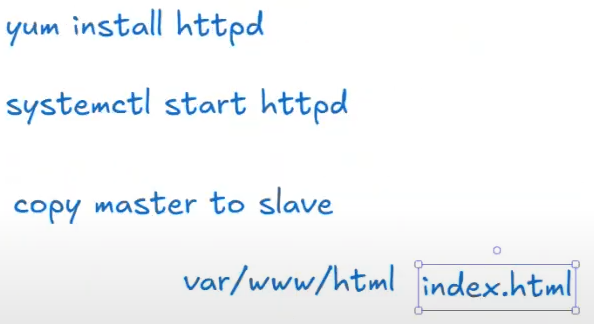 yum install httpd
systemctl start httpd
copy master to slave
var/www/html index.html